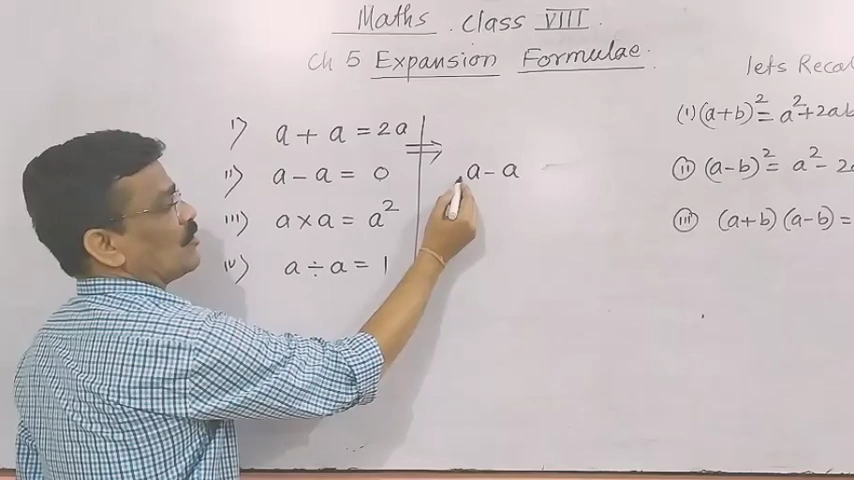 Maths. Class VIII.
Ch 5 Expansion Formulae.
i) a + a = 2a
ii) a - a = 0
iii) a × a = a²
iv) a ÷ a = 1
⇒
a - a
lets Recal
(i) (a+b)² = a² + 2ab
(ii) (a-b)² = a² - 2
(iii) (a+b) (a-b) =